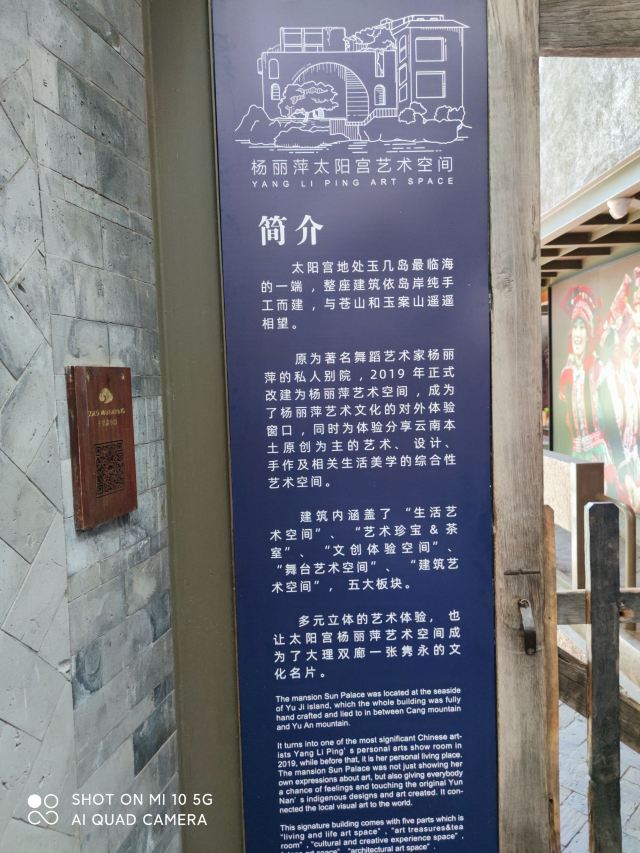 杨丽萍太阳宫艺术空间
YANG LI PING ART SPACE
简介
太阳宫地处玉几岛最临海
的一端，整座建筑依岛岸纯手
工而建，与苍山和玉案山遥遥
相望。
原为著名舞蹈艺术家杨丽
萍的私人别院，2019 年正式
改建为杨丽萍艺术空间，成为
了杨丽萍艺术文化的对外体验
窗口，同时为体验分享云南本
土原创为主的艺术、设计、
手作及相关生活美学的综合性
艺术空间。
建筑内涵盖了“生活艺
术空间”、“艺术珍宝 & 茶
室”、“文创体验空间”、
“舞台艺术空间”、“建筑艺
术空间”，五大板块。
多元立体的艺术体验，也
让太阳宫杨丽萍艺术空间成
为了大理双廊一张隽永的文
化名片。
The mansion Sun Palace was located at the seaside
of Yu Ji island, which the whole building was fully
hand crafted and lied to in between Cang mountain
and Yu An mountain.
It turns into one of the most significant Chinese art-
ists Yang Li Ping' s personal arts show room in
2019, while before that, it is her personal living place.
The mansion Sun Palace was not just showing her
own expressions about art, but also giving everybody
a chance of feelings and touching the original Yun
Nan' s indigenous designs and art created. It con-
nected the local visual art to the world.
This signature building comes with five parts which is
"living and life art space" , "art treasures&tea
room" , "cultural and creative experience space" ,
"architectural art space" ,
SHOT ON MI 10 5G
AI QUAD CAMERA